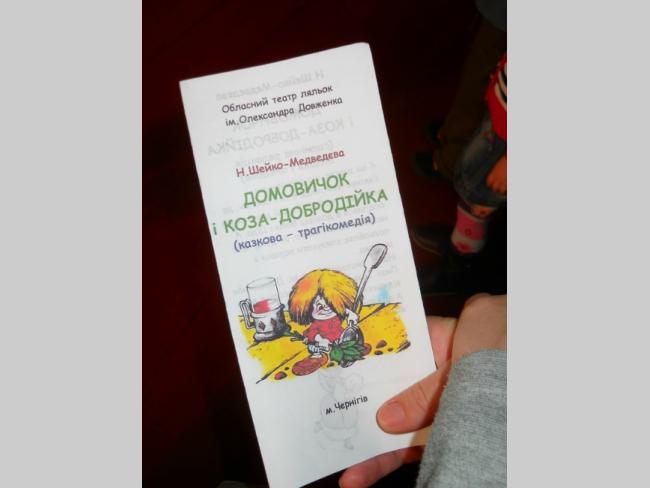 Обласний театр ляльок
ім.Олександра Довженка
Н.Шейко-Медведєва
ДОМОВИЧОК
і КОЗА-ДОБРОДІЙКА
(казкова - трагікомедія)
м.Чернігів